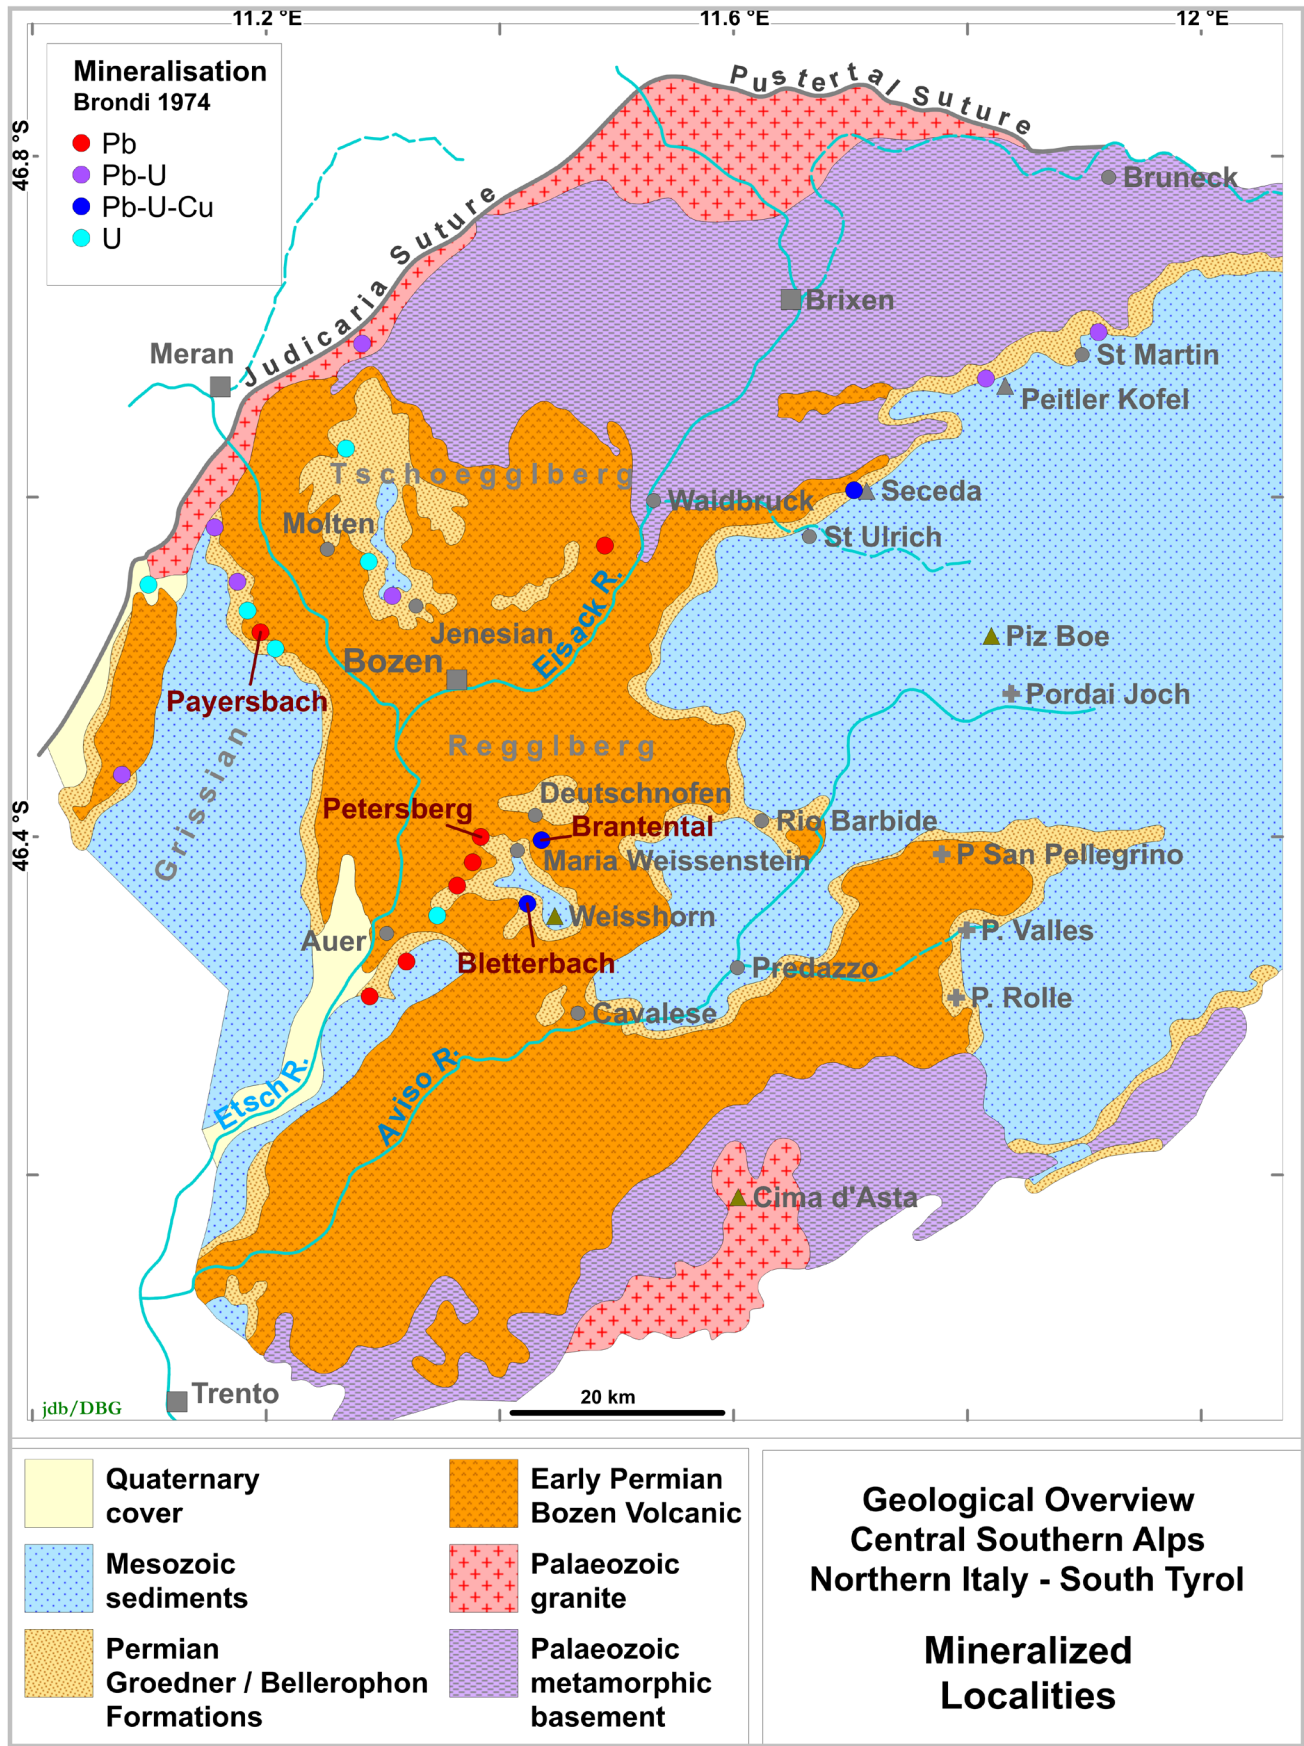 11.2 °E
11.6 °E
12 °E
Mineralisation
Brondi 1974
Pb
Pb-U
Pb-U-Cu
U
46.8 °S
46.4 °S
Pustertal Suture
Judicaria Suture
Bruneck
Brixen
Meran
St Martin
Peitler Kofel
Tschoegglberg
Seceda
Waidbruck
Molten
St Ulrich
Eisack R.
Jenesian
Piz Boe
Bozen
Payersbach
Pordai Joch
Regglberg
Grissian
Deutschnofen
Petersberg
Brantental
Rio Barbide
Maria Weissenstein
P San Pellegrino
Weisshorn
P. Valles
Auer
Bletterbach
Predazzo
P. Rolle
Cavalese
Etsch R.
Aviso R.
Cima d'Asta
Trento
20 km
jdb/DBG
Quaternary
cover
Mesozoic
sediments
Permian
Groedner / Bellerophon
Formations
Early Permian
Bozen Volcanic
Palaeozoic
granite
Palaeozoic
metamorphic
basement
Geological Overview
Central Southern Alps
Northern Italy - South Tyrol
Mineralized
Localities